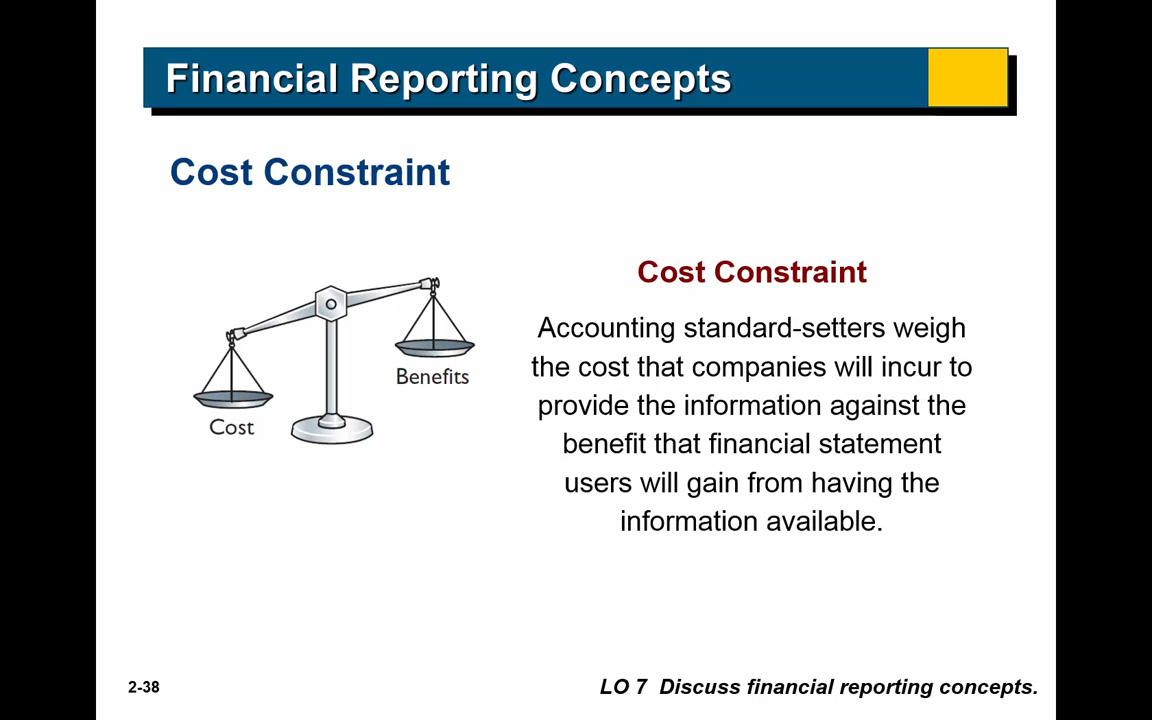 Financial Reporting Concepts
Cost Constraint
Benefits
Cost
Cost Constraint
Accounting standard-setters weigh
the cost that companies will incur to
provide the information against the
benefit that financial statement
users will gain from having the
information available.
2-38
LO 7 Discuss financial reporting concepts.